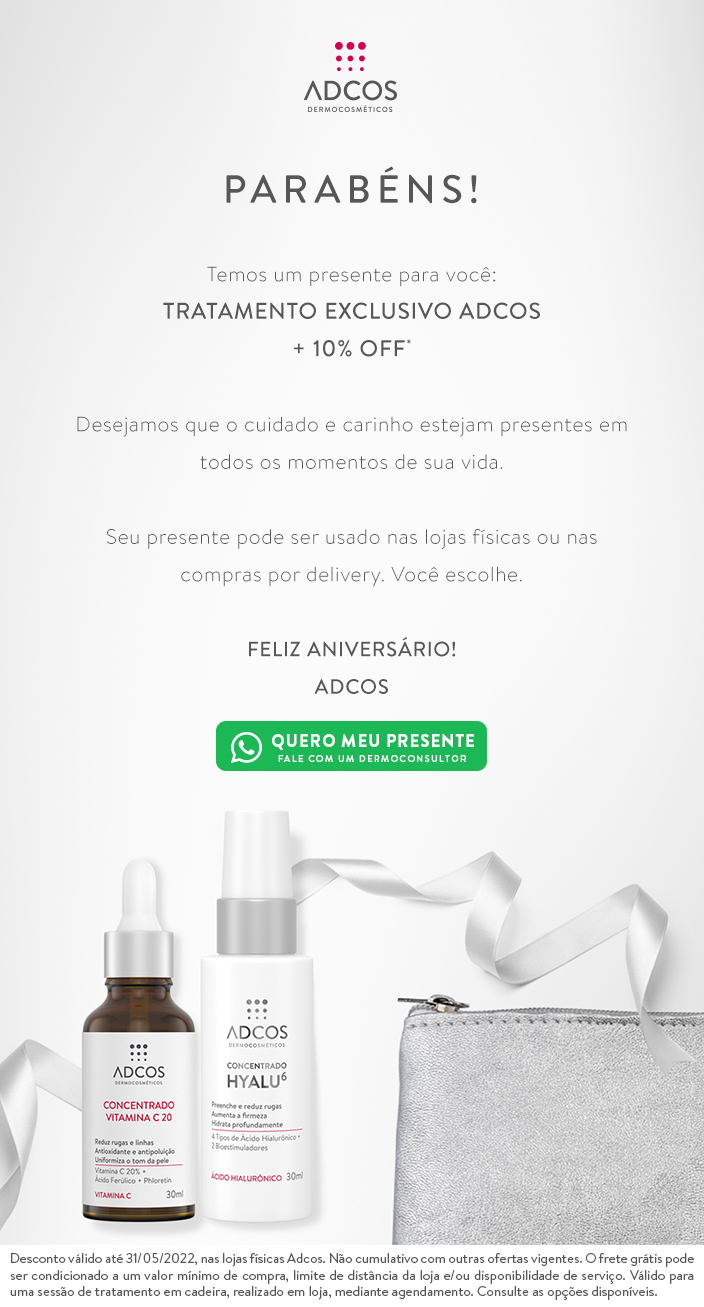 ADCOS
DERMOCOSMÉTICOS
PARABÉNS!
Temos um presente para você:
TRATAMENTO EXCLUSIVO ADCOS
+ 10% OFF*
Desejamos que o cuidado e carinho estejam presentes em
todos os momentos de sua vida.
Seu presente pode ser usado nas lojas físicas ou nas
compras por delivery. Você escolhe.
FELIZ ANIVERSÁRIO!
ADCOS
QUERO MEU PRESENTE
FALE COM UM DERMOCONSULTOR
ADCOS
DERMOCOSMÉTICOS
CONCENTRADO
HYALU⁶
Preenche e reduz rugas
Aumenta a firmeza
Hidrata profundamente
4 Tipos de Ácido Hialurônico +
2 Bioestimuladores
ÁCIDO HIALURÔNICO 30ml
ADCOS
DERMOCOSMÉTICOS
CONCENTRADO
VITAMINA C 20
Reduz rugas e linhas
Antioxidante e antipoluição
Uniformiza o tom da pele
Vitamina C 20% +
Ácido Ferúlico + Phloretin
VITAMINA C 30ml
Desconto válido até 31/05/2022, nas lojas físicas Adcos. Não cumulativo com outras ofertas vigentes. O frete grátis pode
ser condicionado a um valor mínimo de compra, limite de distância da loja e/ou disponibilidade de serviço. Válido para
uma sessão de tratamento em cadeira, realizado em loja, mediante agendamento. Consulte as opções disponíveis.